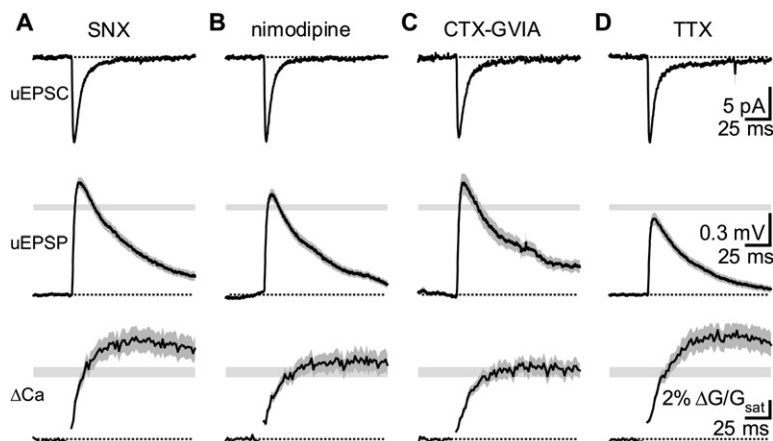 A SNX B nimodipine C CTX-GVIA D TTX
uEPSC
5 pA
25 ms
uEPSP
0.3 mV
25 ms
ΔCa
2% ΔG/Gsat
25 ms